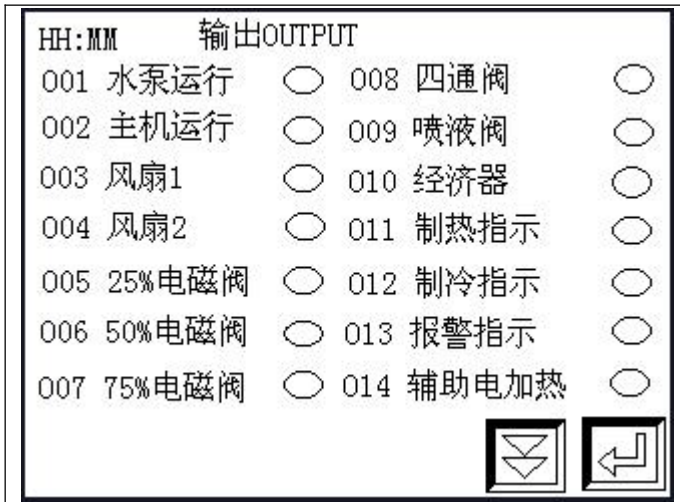 HH:MM 输出OUTPUT
001 水泵运行 008 四通阀
002 主机运行 009 喷液阀
003 风扇1 010 经济器
004 风扇2 011 制热指示
005 25%电磁阀 012 制冷指示
006 50%电磁阀 013 报警指示
007 75%电磁阀 014 辅助电加热